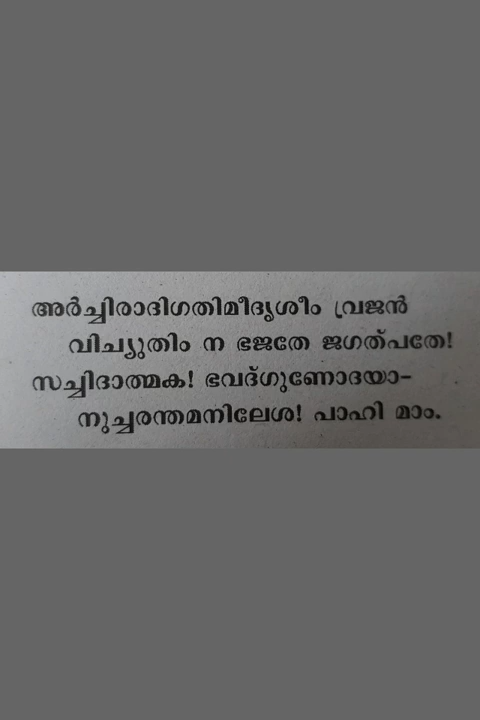 അർച്ചിരാദിഗതിമീദൃശീം വ്രജൻ
വിച്യുതിം ന ഭജതേ ജഗത്പതേ!
സച്ചിദാത്മക! ഭവദ്ഗുണോദയാ-
നുച്ചരന്തമനിലേശ! പാഹി മാം.